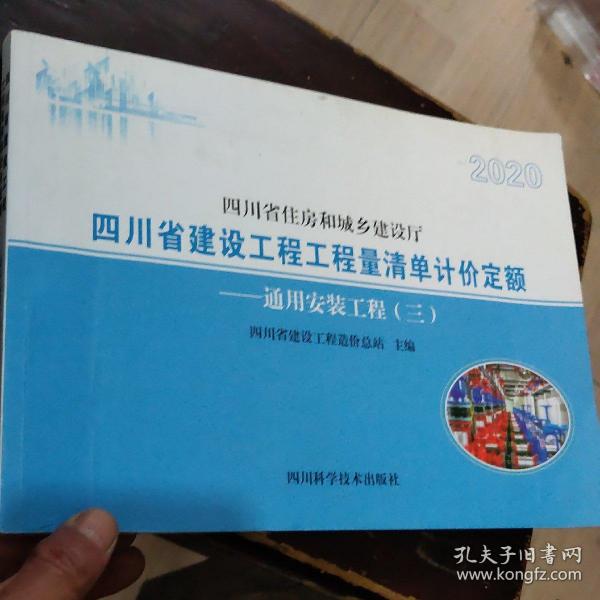 2020
四川省住房和城乡建设厅
四川省建设工程工程量清单计价定额
——通用安装工程(三)
四川省建设工程造价总站 主编
四川科学技术出版社
孔夫子旧书网
www.kongfz.com